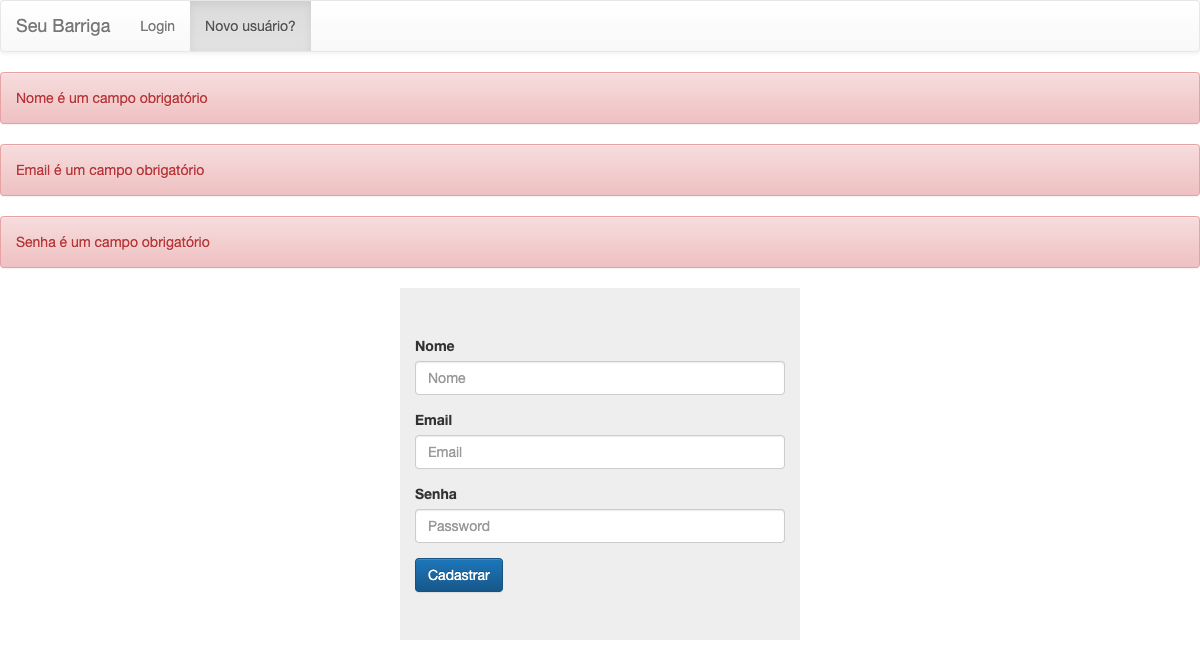 Seu Barriga Login Novo usuário?
Nome é um campo obrigatório
Email é um campo obrigatório
Senha é um campo obrigatório
Nome
Nome
Email
Email
Senha
Password
Cadastrar